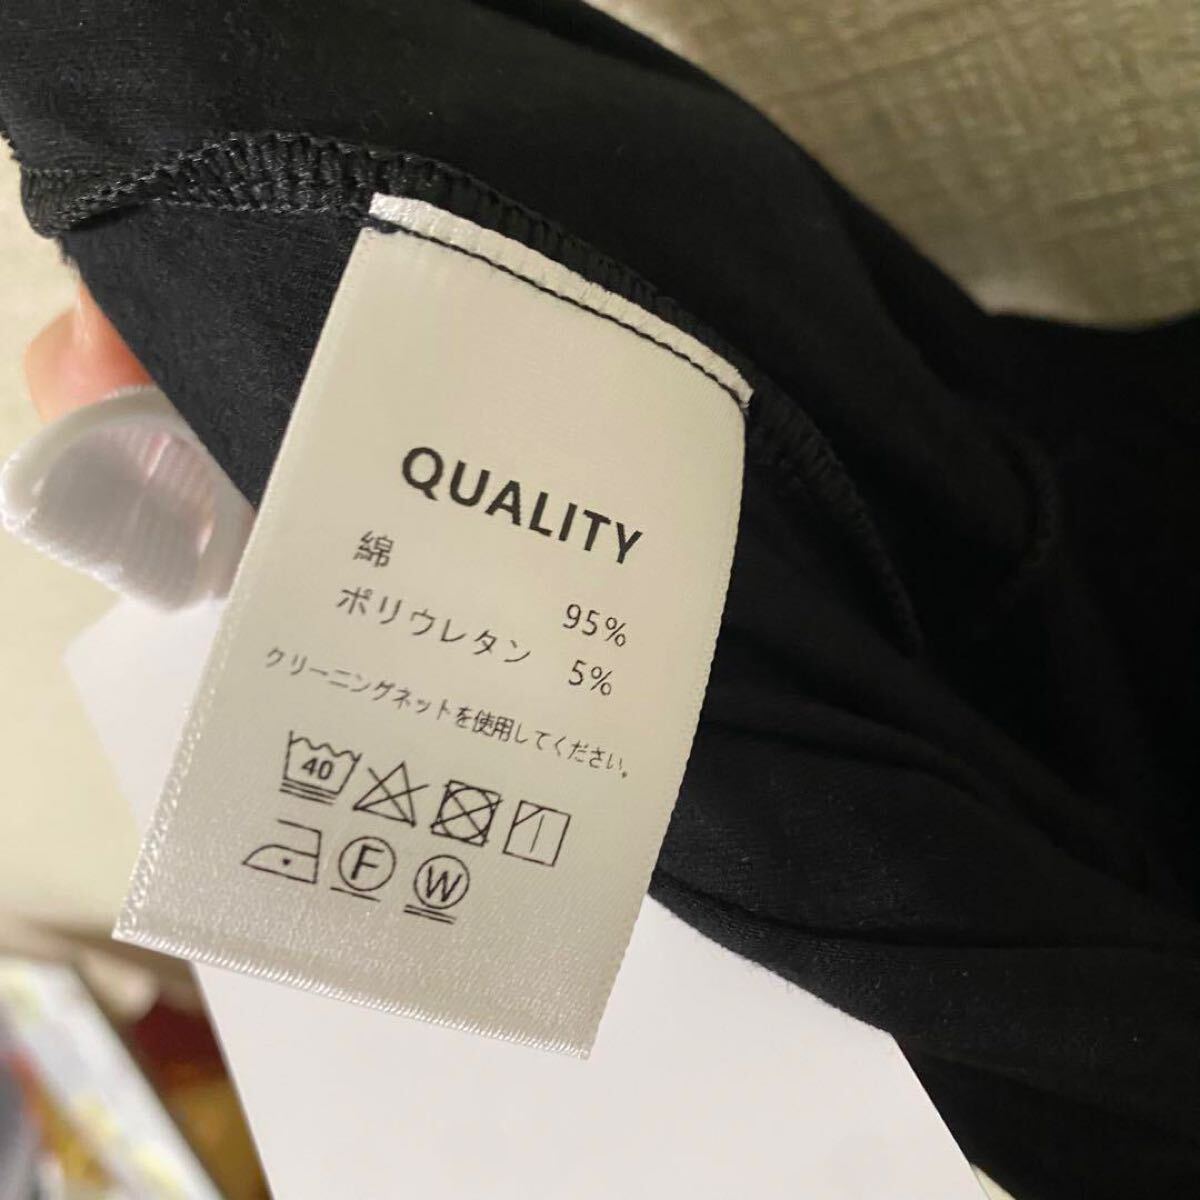 QUALITY
綿 95%
ポリウレタン 5%
クリーニングネットを使用してください。
40
F W